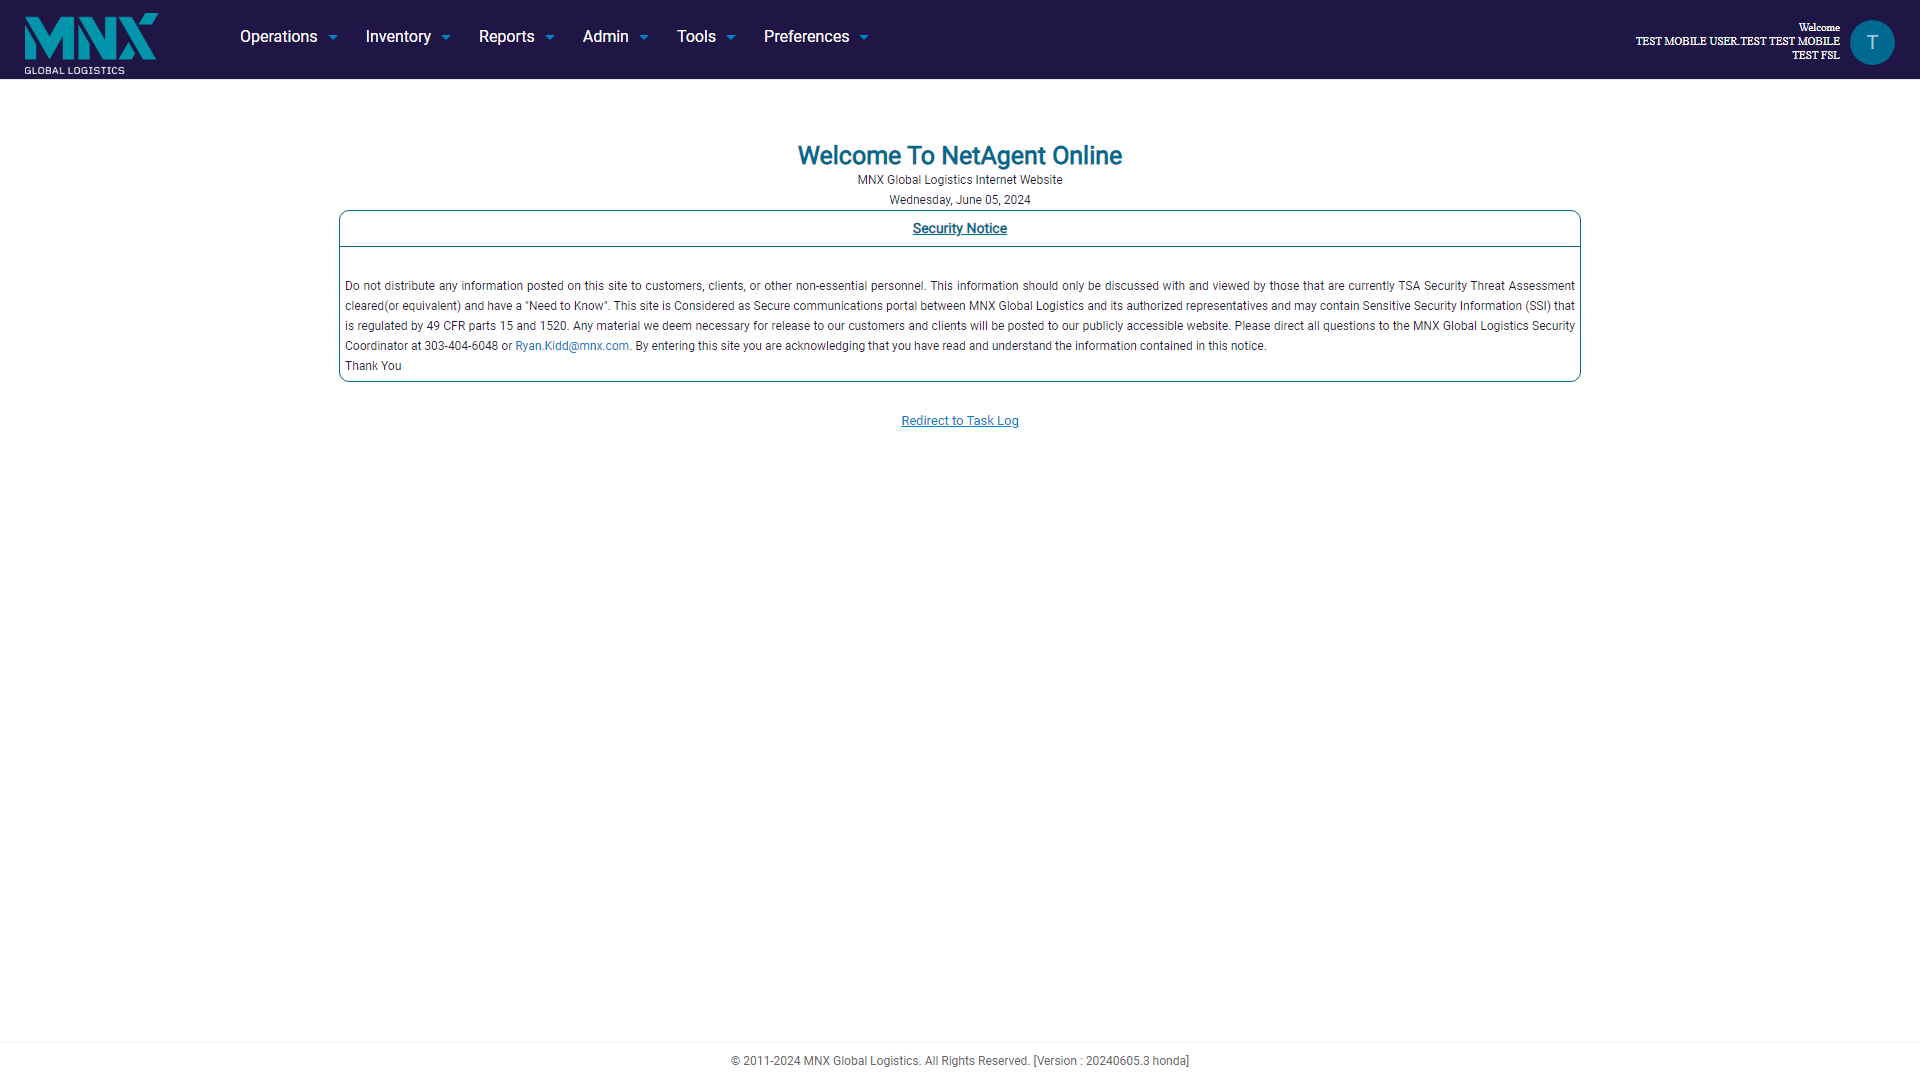 MNX
GLOBAL LOGISTICS
Operations Inventory Reports Admin Tools Preferences
Welcome
TEST MOBILE USER.TEST TEST MOBILE
TEST FSL
T
Welcome To NetAgent Online
MNX Global Logistics Internet Website
Wednesday, June 05, 2024
Security Notice
Do not distribute any information posted on this site to customers, clients, or other non-essential personnel. This information should only be discussed with and viewed by those that are currently TSA Security Threat Assessment
cleared(or equivalent) and have a "Need to Know". This site is Considered as Secure communications portal between MNX Global Logistics and its authorized representatives and may contain Sensitive Security Information (SSI) that
is regulated by 49 CFR parts 15 and 1520. Any material we deem necessary for release to our customers and clients will be posted to our publicly accessible website. Please direct all questions to the MNX Global Logistics Security
Coordinator at 303-404-6048 or Ryan.Kidd@mnx.com. By entering this site you are acknowledging that you have read and understand the information contained in this notice.
Thank You
Redirect to Task Log
© 2011-2024 MNX Global Logistics. All Rights Reserved. [Version : 20240605.3 honda]